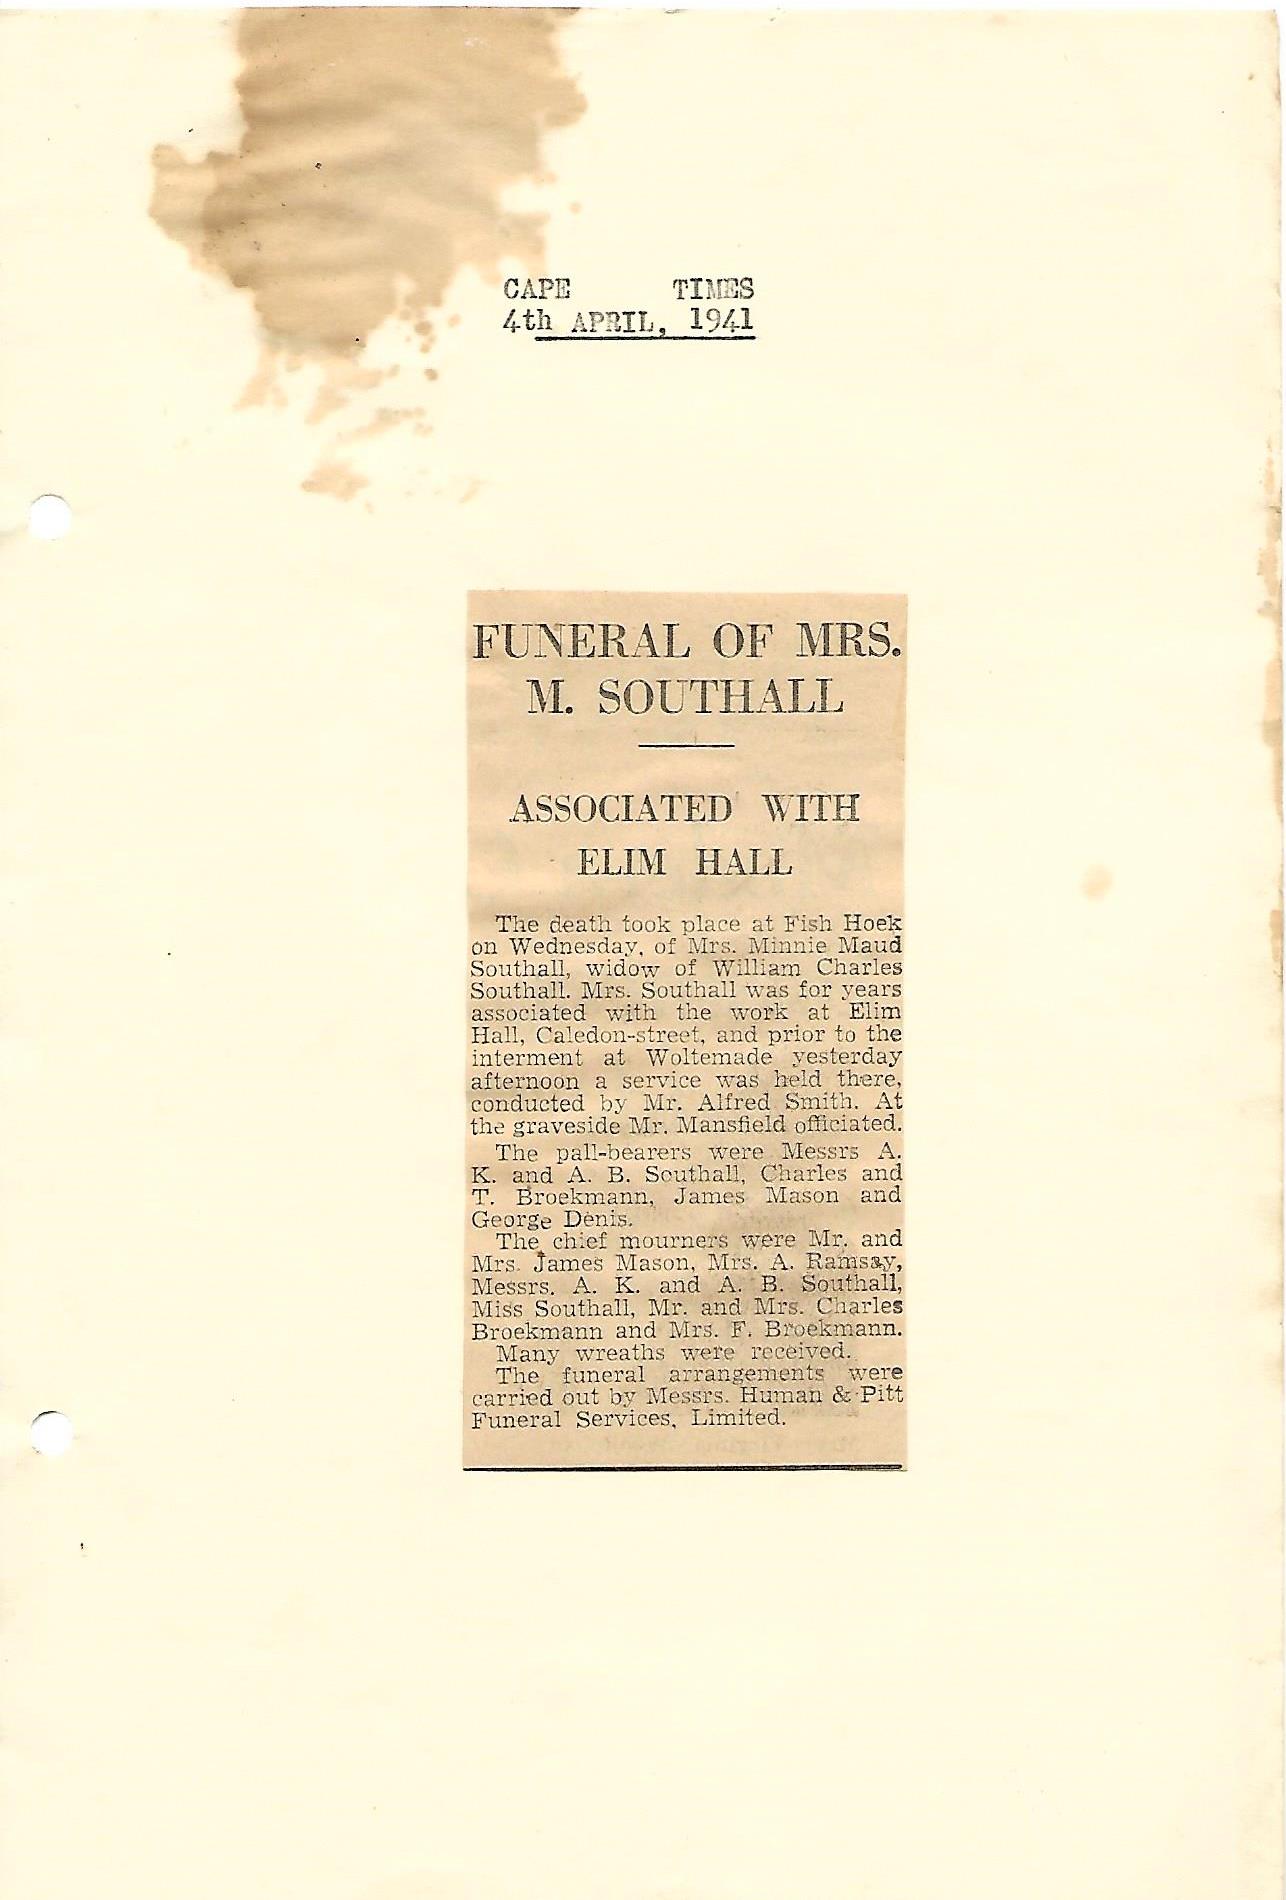 CAPE TIMES
4th APRIL, 1941
FUNERAL OF MRS.
M. SOUTHALL
ASSOCIATED WITH
ELIM HALL
The death took place at Fish Hoek
on Wednesday, of Mrs. Minnie Maud
Southall, widow of William Charles
Southall. Mrs. Southall was for years
associated with the work at Elim
Hall, Caledon-street, and prior to the
interment at Woltemade yesterday
afternoon a service was held there,
conducted by Mr. Alfred Smith. At
the graveside Mr. Mansfield officiated.
The pall-bearers were Messrs A.
K. and A. B. Southall, Charles and
T. Broekmann, James Mason and
George Denis.
The chief mourners were Mr. and
Mrs. James Mason, Mrs. A. Ramsay,
Messrs. A. K. and A. B. Southall,
Miss Southall, Mr. and Mrs. Charles
Broekmann and Mrs. F. Broekmann.
Many wreaths were received.
The funeral arrangements were
carried out by Messrs. Human & Pitt
Funeral Services, Limited.